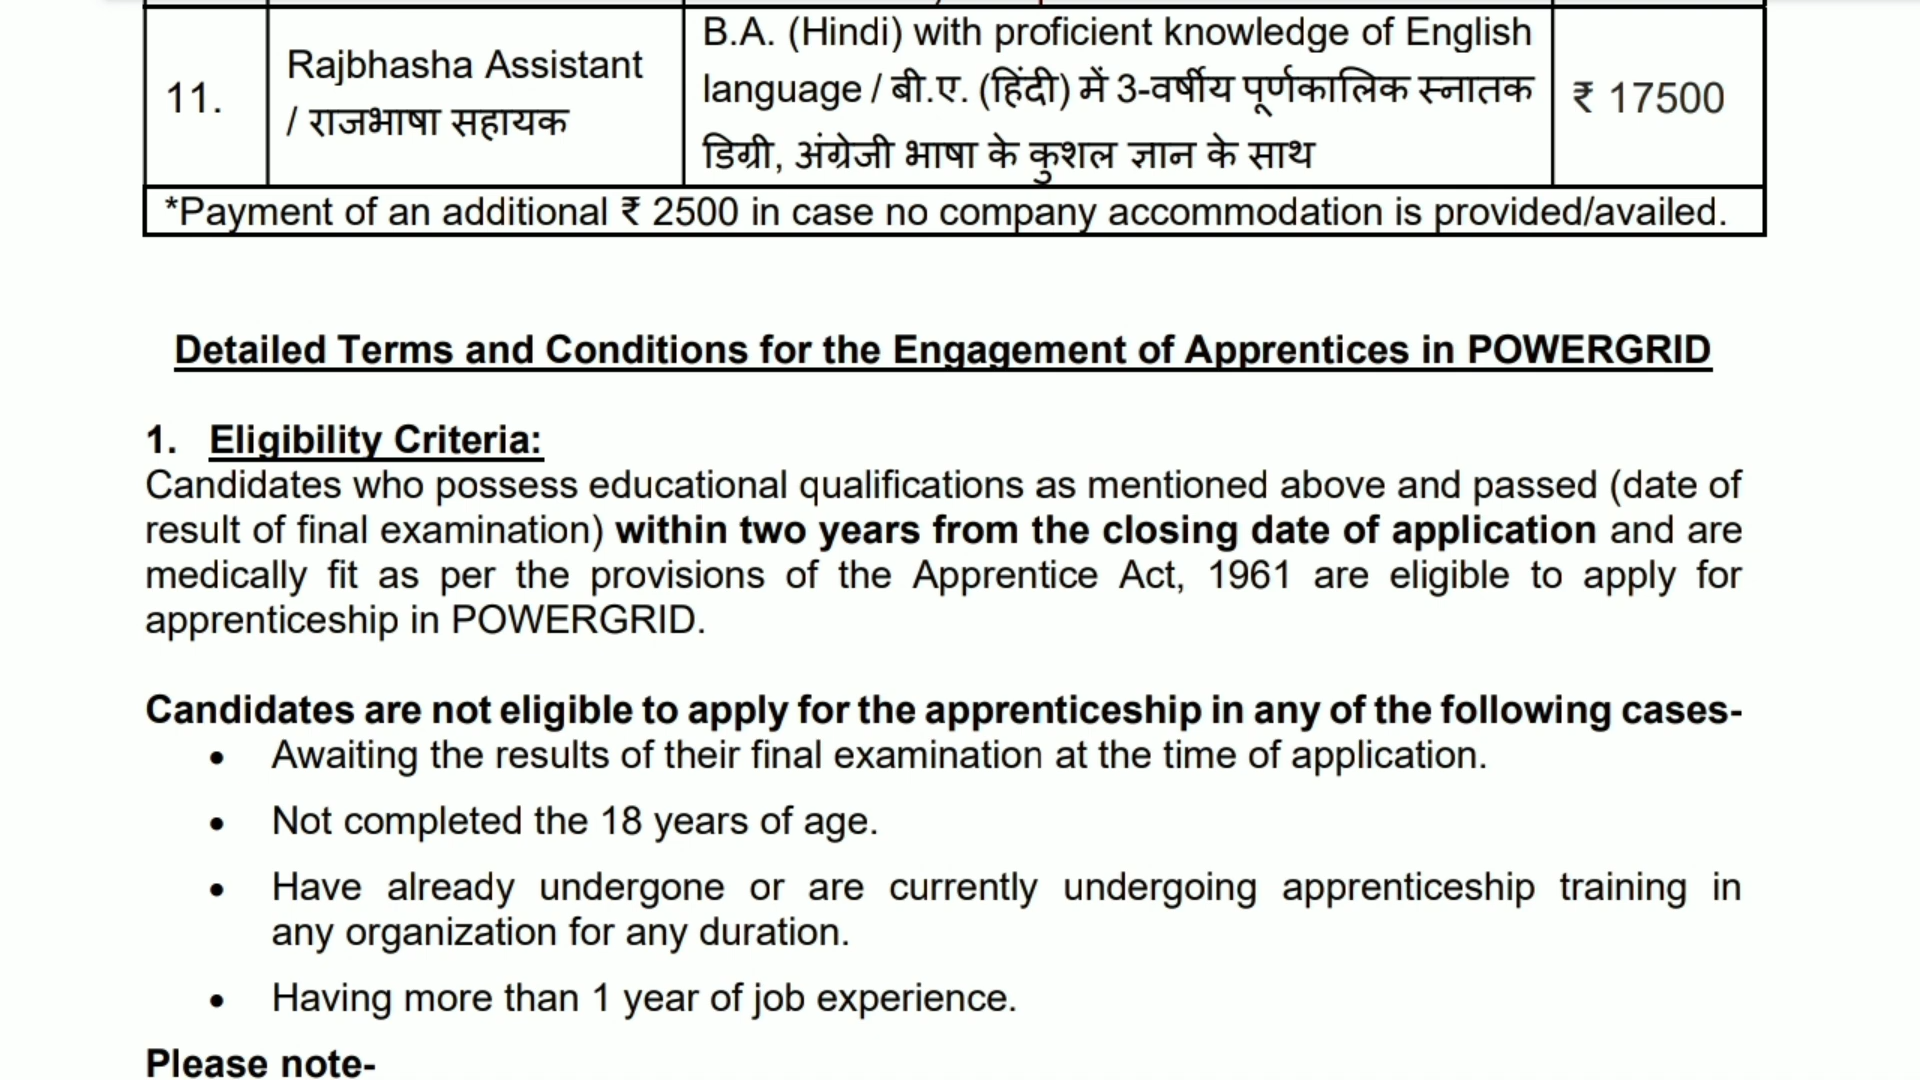 11.
Rajbhasha Assistant
/ राजभाषा सहायक
B.A. (Hindi) with proficient knowledge of English
language / बी.ए. (हिंदी) में 3-वर्षीय पूर्णकालिक स्नातक
डिग्री, अंग्रेजी भाषा के कुशल ज्ञान के साथ
₹ 17500
*Payment of an additional ₹ 2500 in case no company accommodation is provided/availed.
Detailed Terms and Conditions for the Engagement of Apprentices in POWERGRID
1. Eligibility Criteria:
Candidates who possess educational qualifications as mentioned above and passed (date of
result of final examination) within two years from the closing date of application and are
medically fit as per the provisions of the Apprentice Act, 1961 are eligible to apply for
apprenticeship in POWERGRID.
Candidates are not eligible to apply for the apprenticeship in any of the following cases-
• Awaiting the results of their final examination at the time of application.
• Not completed the 18 years of age.
• Have already undergone or are currently undergoing apprenticeship training in
any organization for any duration.
• Having more than 1 year of job experience.
Please note-